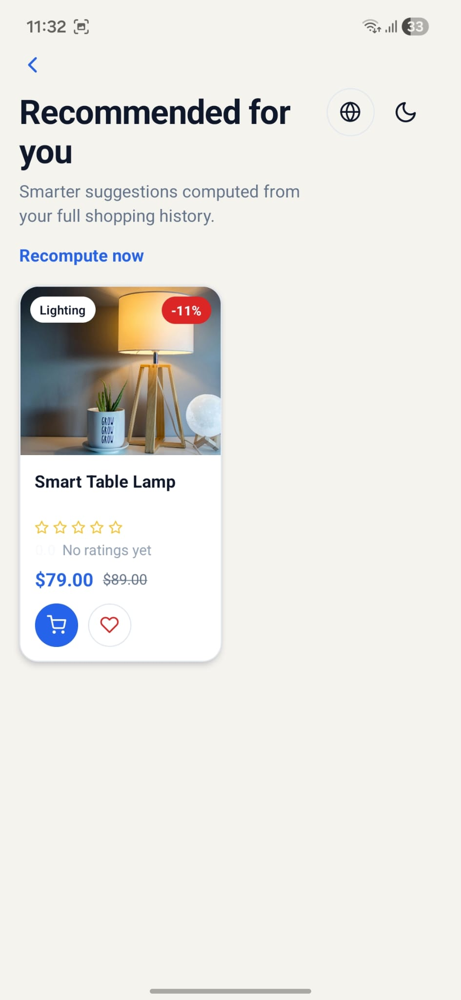 11:32
33
Recommended for
you
Smarter suggestions computed from
your full shopping history.
Recompute now
Lighting
-11%
GROW
GROW
GROW
Smart Table Lamp
0.0 No ratings yet
$79.00 $89.00